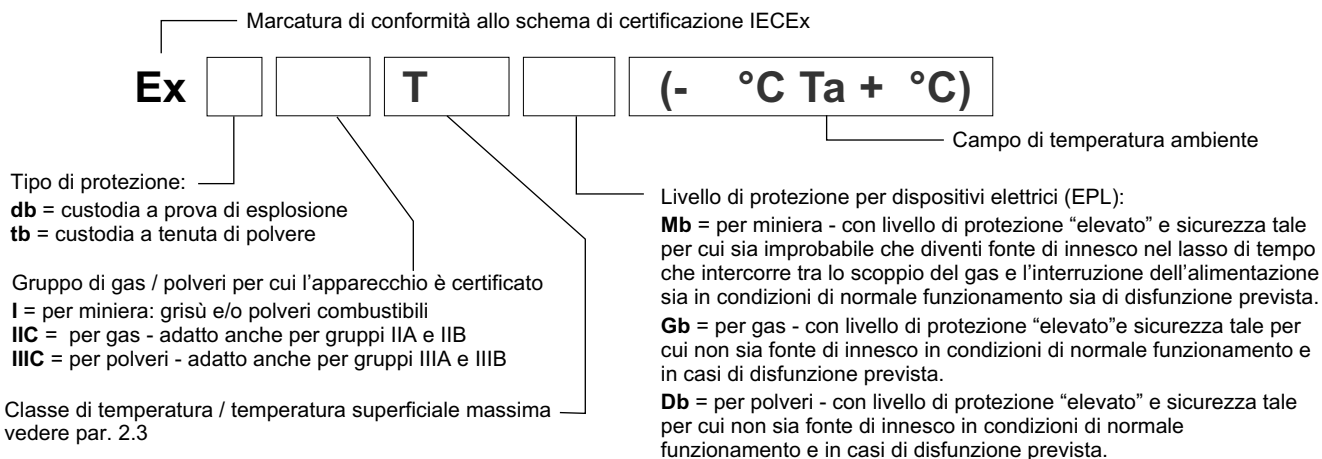 Marcatura di conformità allo schema di certificazione IECEx
Ex T (- °C Ta + °C)
Campo di temperatura ambiente
Tipo di protezione:
db = custodia a prova di esplosione
tb = custodia a tenuta di polvere
Gruppo di gas / polveri per cui l'apparecchio è certificato
I = per miniera: grisù e/o polveri combustibili
IIC = per gas - adatto anche per gruppi IIA e IIB
IIIC = per polveri - adatto anche per gruppi IIIA e IIIB
Classe di temperatura / temperatura superficiale massima
vedere par. 2.3
Livello di protezione per dispositivi elettrici (EPL):
Mb = per miniera - con livello di protezione “elevato” e sicurezza tale
per cui sia improbabile che diventi fonte di innesco nel lasso di tempo
che intercorre tra lo scoppio del gas e l'interruzione dell'alimentazione
sia in condizioni di normale funzionamento sia di disfunzione prevista.
Gb = per gas - con livello di protezione “elevato”e sicurezza tale per
cui non sia fonte di innesco in condizioni di normale funzionamento e
in casi di disfunzione prevista.
Db = per polveri - con livello di protezione “elevato” e sicurezza tale
per cui non sia fonte di innesco in condizioni di normale
funzionamento e in casi di disfunzione prevista.